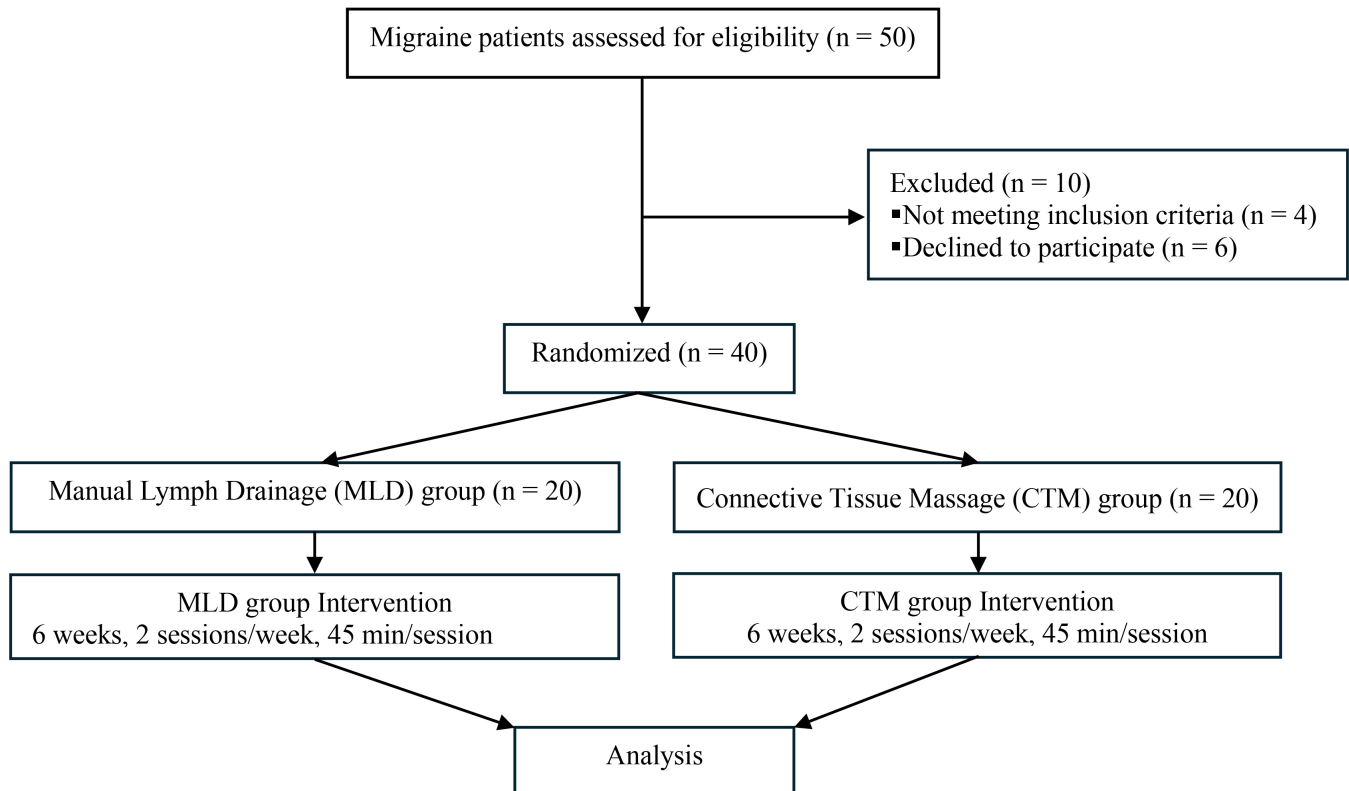 Migraine patients assessed for eligibility (n = 50)
Excluded (n = 10)
▪Not meeting inclusion criteria (n = 4)
▪Declined to participate (n = 6)
Randomized (n = 40)
Manual Lymph Drainage (MLD) group (n = 20)
Connective Tissue Massage (CTM) group (n = 20)
MLD group Intervention
6 weeks, 2 sessions/week, 45 min/session
CTM group Intervention
6 weeks, 2 sessions/week, 45 min/session
Analysis